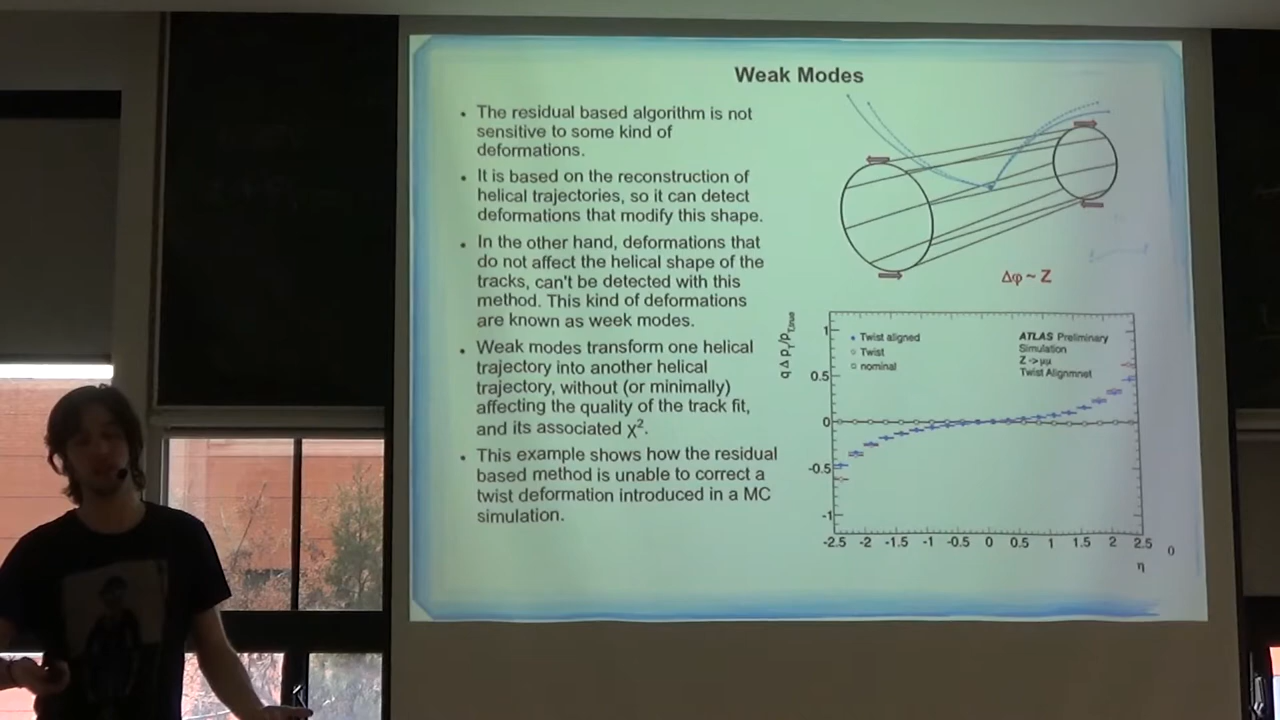 Weak Modes
The residual based algorithm is not
sensitive to some kind of
deformations.
It is based on the reconstruction of
helical trajectories, so it can detect
deformations that modify this shape.
In the other hand, deformations that
do not affect the helical shape of the
tracks, can't be detected with this
method. This kind of deformations
are known as week modes.
Weak modes transform one helical
trajectory into another helical
trajectory, without (or minimally)
affecting the quality of the track fit,
and its associated χ².
This example shows how the residual
based method is unable to correct a
twist deformation introduced in a MC
simulation.
Δφ ~ Z
q Δ p_T/p_T,true
1
0.5
0
-0.5
-1
Twist aligned
Twist
nominal
ATLAS Preliminary
Simulation
Z -> μμ
Twist Alignmnet
-2.5 -2 -1.5 -1 -0.5 0 0.5 1 1.5 2 2.5
η
0